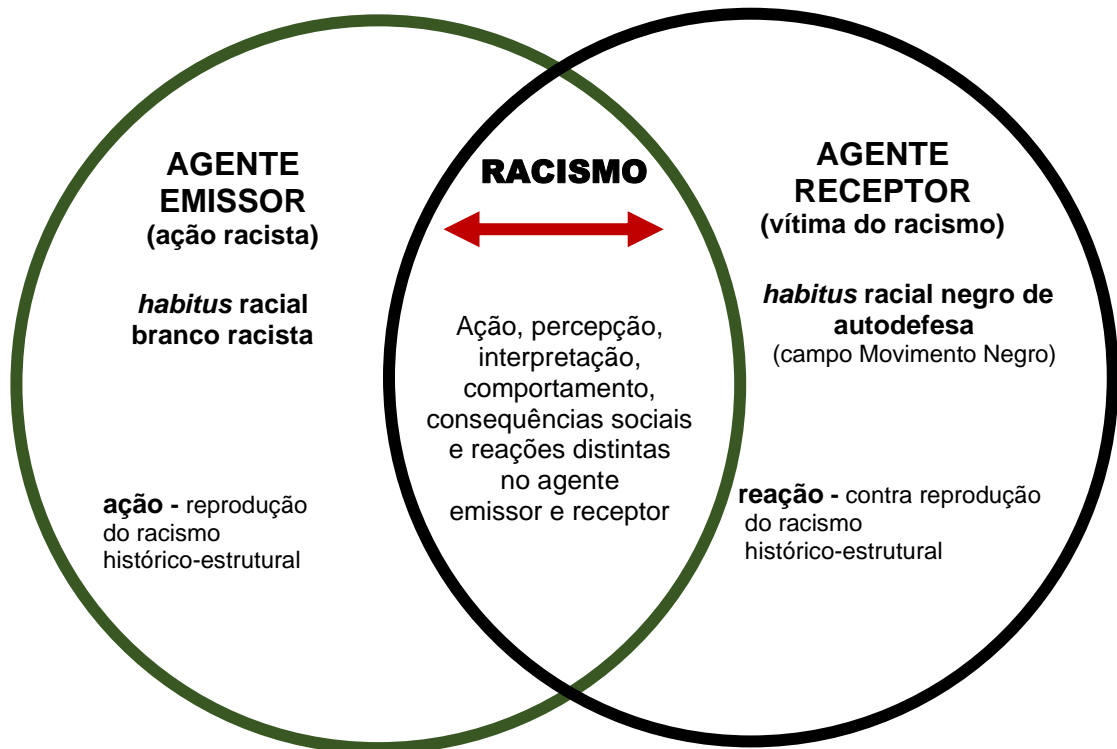 AGENTE
EMISSOR
(ação racista)
habitus racial
branco racista
ação - reprodução
do racismo
histórico-estrutural
RACISMO
Ação, percepção,
interpretação,
comportamento,
consequências sociais
e reações distintas
no agente
emissor e receptor
AGENTE
RECEPTOR
(vítima do racismo)
habitus racial negro de
autodefesa
(campo Movimento Negro)
reação - contra reprodução
do racismo
histórico-estrutural